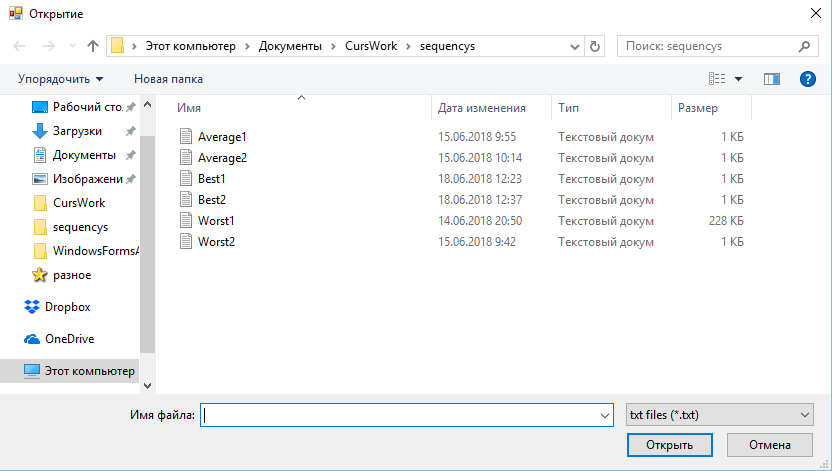 Открытие
Этот компьютер > Документы > CursWork > sequencys
Поиск: sequencys
Упорядочить Новая папка
Имя Дата изменения Тип Размер
Рабочий сто.
Загрузки
Документы
Изображени
CursWork
sequencys
WindowsFormsA
разное
Dropbox
OneDrive
Этот компьютер
Average1 15.06.2018 9:55 Текстовый докум 1 КБ
Average2 15.06.2018 10:14 Текстовый докум 1 КБ
Best1 18.06.2018 12:23 Текстовый докум 1 КБ
Best2 18.06.2018 12:37 Текстовый докум 1 КБ
Worst1 14.06.2018 20:50 Текстовый докум 228 КБ
Worst2 15.06.2018 9:42 Текстовый докум 1 КБ
Имя файла: txt files (*.txt)
Открыть Отмена